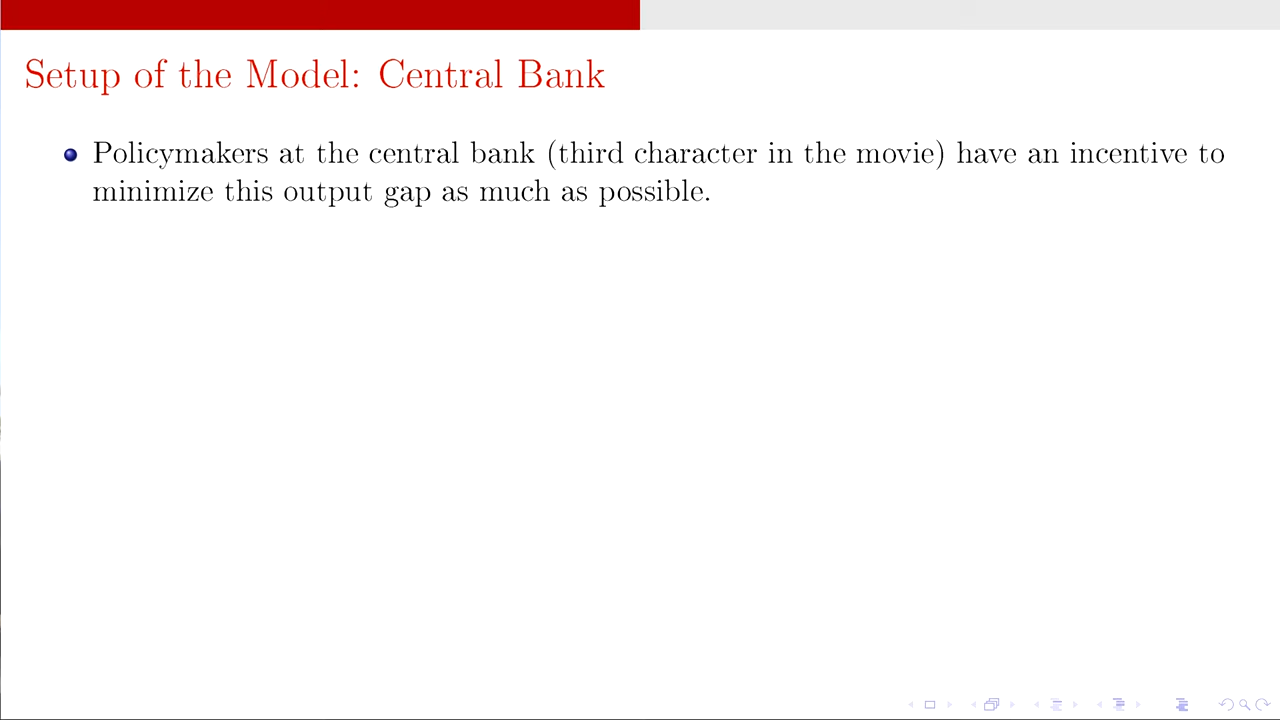 Setup of the Model: Central Bank
Policymakers at the central bank (third character in the movie) have an incentive to
minimize this output gap as much as possible.